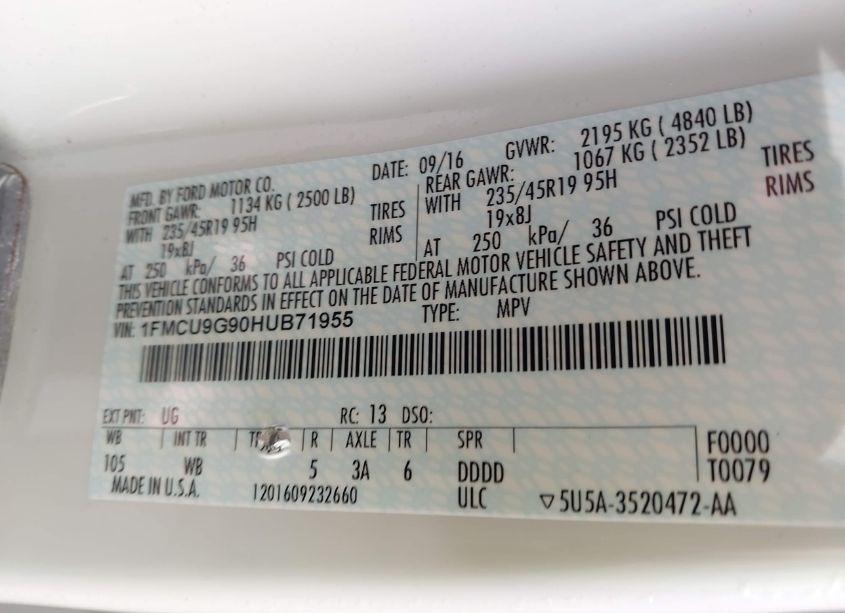 MFD. BY FORD MOTOR CO.
DATE: 09/16 GVWR: 2195 KG ( 4840 LB)
FRONT GAWR: 1134 KG ( 2500 LB)
REAR GAWR: 1067 KG ( 2352 LB)
WITH 235/45R19 95H TIRES
19x8J RIMS
AT 250 kPa/ 36 PSI COLD
WITH 235/45R19 95H TIRES
19x8J RIMS
AT 250 kPa/ 36 PSI COLD
THIS VEHICLE CONFORMS TO ALL APPLICABLE FEDERAL MOTOR VEHICLE SAFETY AND THEFT
PREVENTION STANDARDS IN EFFECT ON THE DATE OF MANUFACTURE SHOWN ABOVE.
VIN: 1FMCU9G90HUB71955 TYPE: MPV
EXT PNT: UG RC: 13 DSO:
WB INT TR R AXLE TR SPR F0000
105 WB 5 3A 6 DDDD T0079
MADE IN U.S.A. 1201609232660 ULC ▽5U5A-3520472-AA